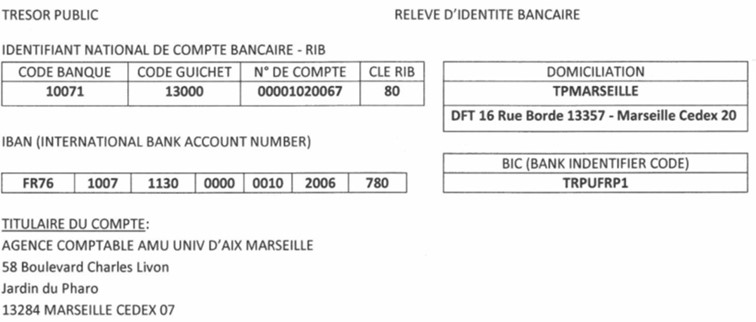 TRESOR PUBLIC RELEVE D'IDENTITE BANCAIRE
IDENTIFIANT NATIONAL DE COMPTE BANCAIRE - RIB
CODE BANQUE CODE GUICHET N° DE COMPTE CLE RIB
10071 13000 00001020067 80
DOMICILIATION
TPMARSEILLE
DFT 16 Rue Borde 13357 - Marseille Cedex 20
IBAN (INTERNATIONAL BANK ACCOUNT NUMBER)
FR76 1007 1130 0000 0010 2006 780
BIC (BANK INDENTIFIER CODE)
TRPUFRP1
TITULAIRE DU COMPTE:
AGENCE COMPTABLE AMU UNIV D'AIX MARSEILLE
58 Boulevard Charles Livon
Jardin du Pharo
13284 MARSEILLE CEDEX 07